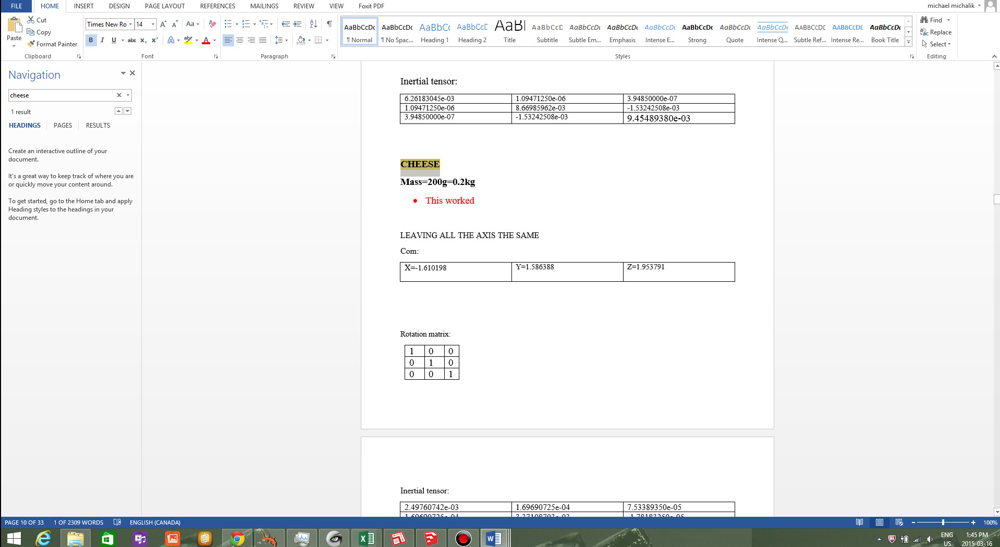 FILE HOME INSERT DESIGN PAGE LAYOUT REFERENCES MAILINGS REVIEW VIEW Foxit PDF michael michalik
Paste Cut
Copy
Format Painter
Times New Ro 14 Aa
B I U abc x₂ x² A ab A
AaBbCcDc AaBbCcDc AaBbCc AaBbCcE AaBl AaBbCcD AaBbCcDc AaBbCcDc AaBbCcDc AaBbCcDc AaBbCcDc AaBbCcDc AABBCCDE AABBCCDE AaBbCcDc
¶ Normal ¶ No Spac... Heading 1 Heading 2 Title Subtitle Subtle Em... Emphasis Intense E... Strong Quote Intense Q... Subtle Ref... Intense Re... Book Title
Find
Replace
Select
Clipboard Font Paragraph Styles Editing
Navigation
cheese
1 result
HEADINGS PAGES RESULTS
Create an interactive outline of your
document.
It's a great way to keep track of where you are
or quickly move your content around.
To get started, go to the Home tab and apply
Heading styles to the headings in your
document.
Inertial tensor:
6.26183045e-03 1.09471250e-06 3.94850000e-07
1.09471250e-06 8.66985962e-03 -1.53242508e-03
3.94850000e-07 -1.53242508e-03 9.45489380e-03
CHEESE
Mass=200g=0.2kg
• This worked
LEAVING ALL THE AXIS THE SAME
Com:
X=-1.610198 Y=1.586388 Z=1.953791
Rotation matrix:
1 0 0
0 1 0
0 0 1
Inertial tensor:
2.49760742e-03 1.69690725e-04 7.53389350e-05
PAGE 10 OF 33 1 OF 2309 WORDS ENGLISH (CANADA) 100%
ENG 1:45 PM
US 2015-03-16